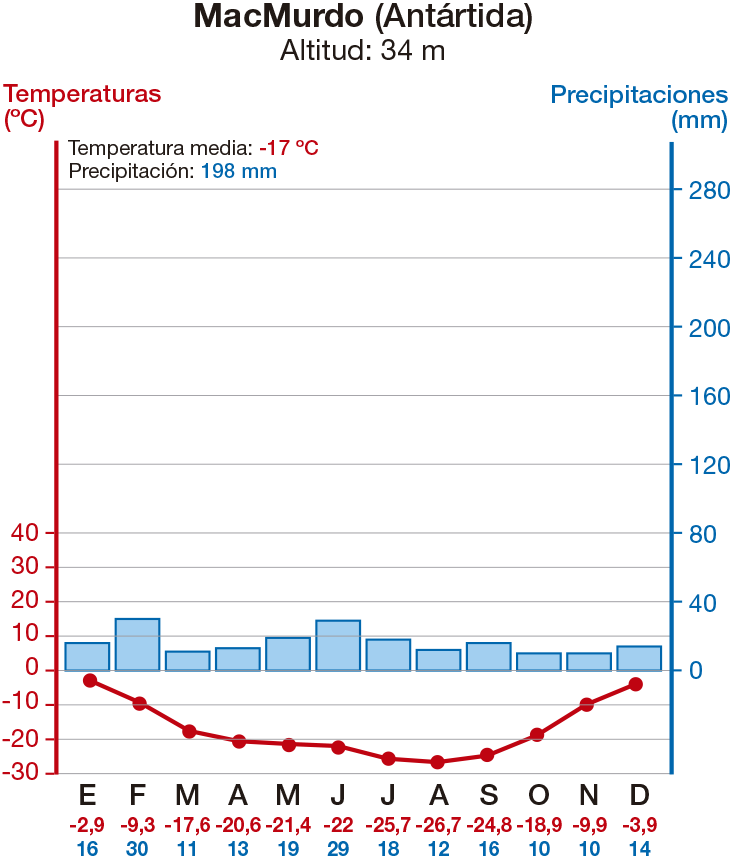 MacMurdo (Antártida)
Altitud: 34 m
Temperaturas
(ºC)
Precipitaciones
(mm)
Temperatura media: -17 ºC
Precipitación: 198 mm
280
240
200
160
120
40 80
30
20 40
10
0 0
-10
-20
-30
E F M A M J J A S O N D
-2,9 -9,3 -17,6 -20,6 -21,4 -22 -25,7 -26,7 -24,8 -18,9 -9,9 -3,9
16 30 11 13 19 29 18 12 16 10 10 14